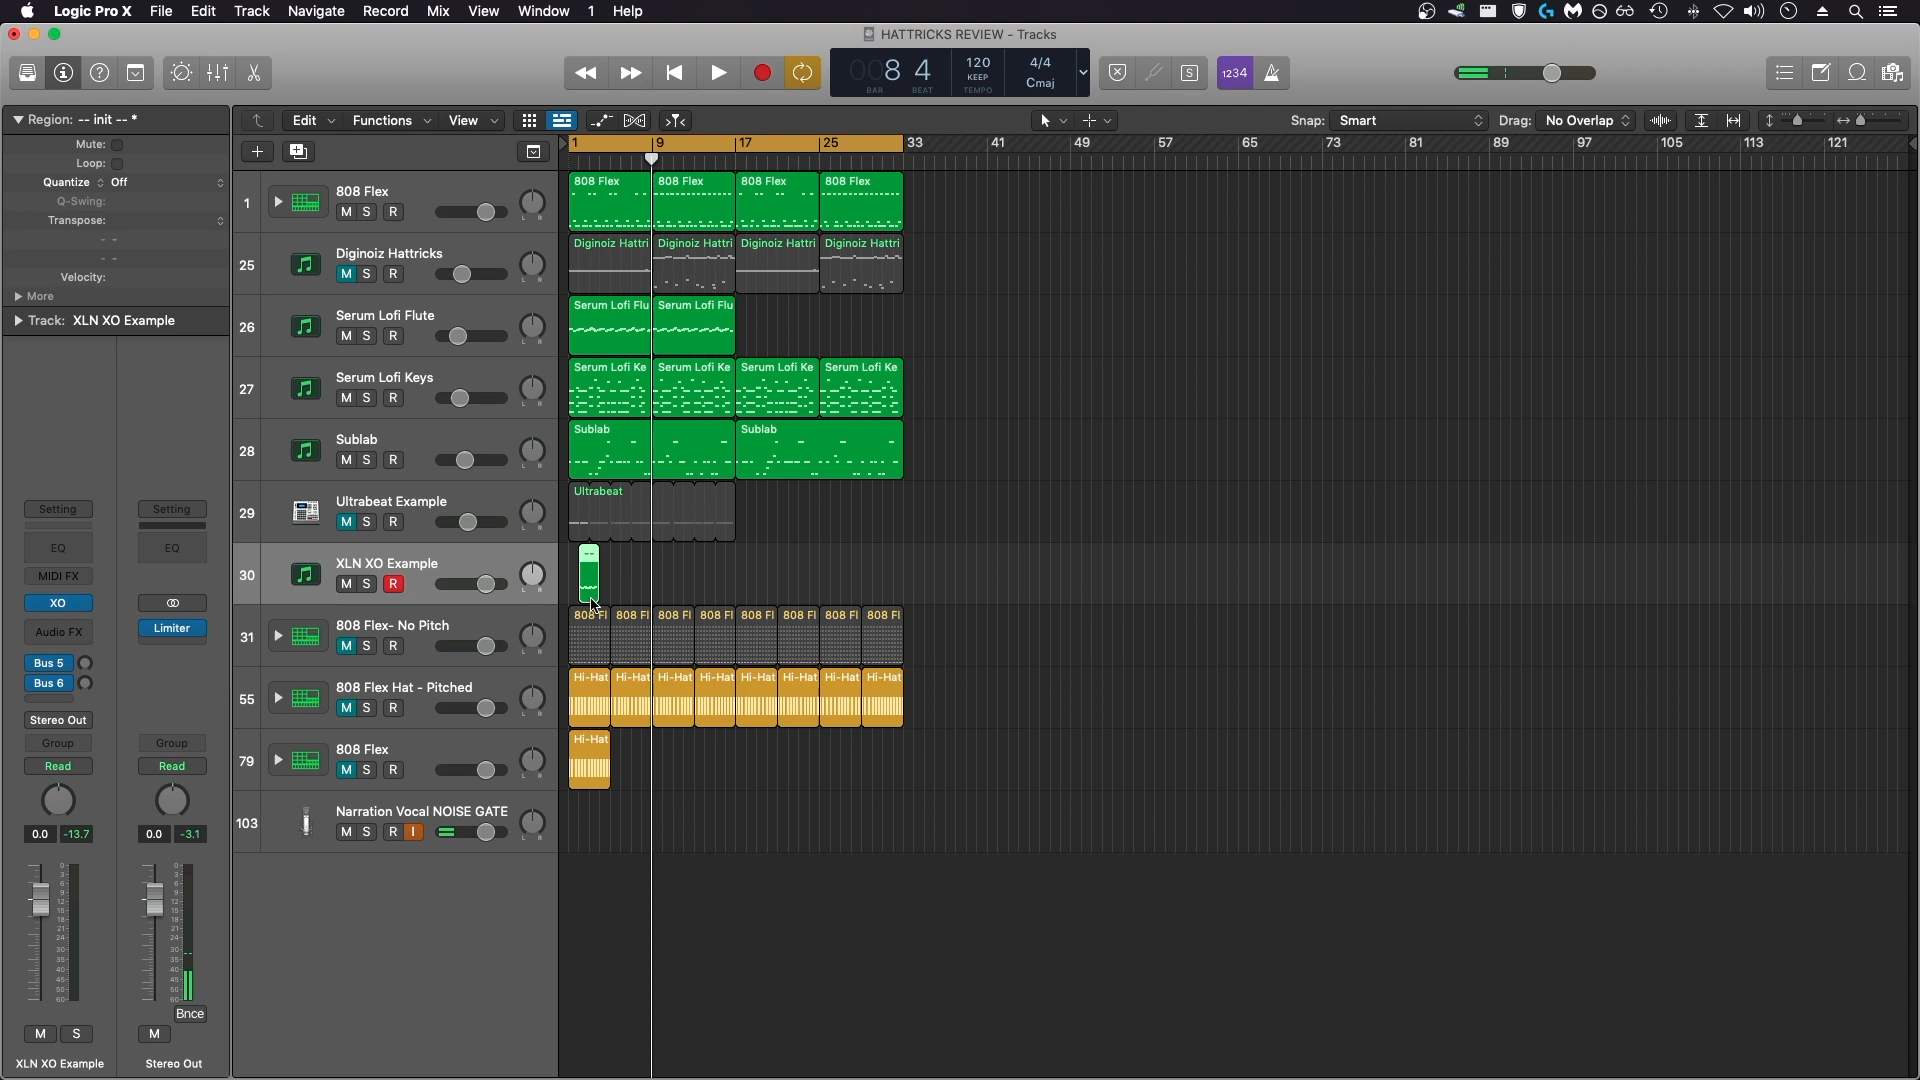 Logic Pro X File Edit Track Navigate Record Mix View Window 1 Help
HATTRICKS REVIEW - Tracks
8 4 120 KEEP 4/4 Cmaj
BAR BEAT TEMPO
S 1234
Region: -- init -- *
Mute:
Loop:
Quantize Off
Q-Swing:
Transpose:
- -
- -
Velocity:
More
Track: XLN XO Example
Edit Functions View
Snap: Smart Drag: No Overlap
1 9 17 25 33 41 49 57 65 73 81 89 97 105 113 121
1 808 Flex
M S R
L R
808 Flex 808 Flex 808 Flex 808 Flex
25 Diginoiz Hattricks
M S R
L R
Diginoiz Hattri Diginoiz Hattri Diginoiz Hattri Diginoiz Hattri
26 Serum Lofi Flute
M S R
L R
Serum Lofi Flu Serum Lofi Flu
27 Serum Lofi Keys
M S R
L R
Serum Lofi Ke Serum Lofi Ke Serum Lofi Ke Serum Lofi Ke
28 Sublab
M S R
L R
Sublab Sublab
29 Ultrabeat Example
M S R
L R
Ultrabeat
30 XLN XO Example
M S R
L R
--
31 808 Flex- No Pitch
M S R
L R
808 Fl 808 Fl 808 Fl 808 Fl 808 Fl 808 Fl 808 Fl 808 Fl
55 808 Flex Hat - Pitched
M S R
L R
Hi-Hat Hi-Hat Hi-Hat Hi-Hat Hi-Hat Hi-Hat Hi-Hat Hi-Hat
79 808 Flex
M S R
L R
Hi-Hat
103 Narration Vocal NOISE GATE
M S R I
L R
Setting Setting
EQ EQ
MIDI FX
XO
Audio FX Limiter
Bus 5
Bus 6
Stereo Out
Group Group
Read Read
0.0 -13.7 0.0 -3.1
Bnce
M S M
XLN XO Example Stereo Out